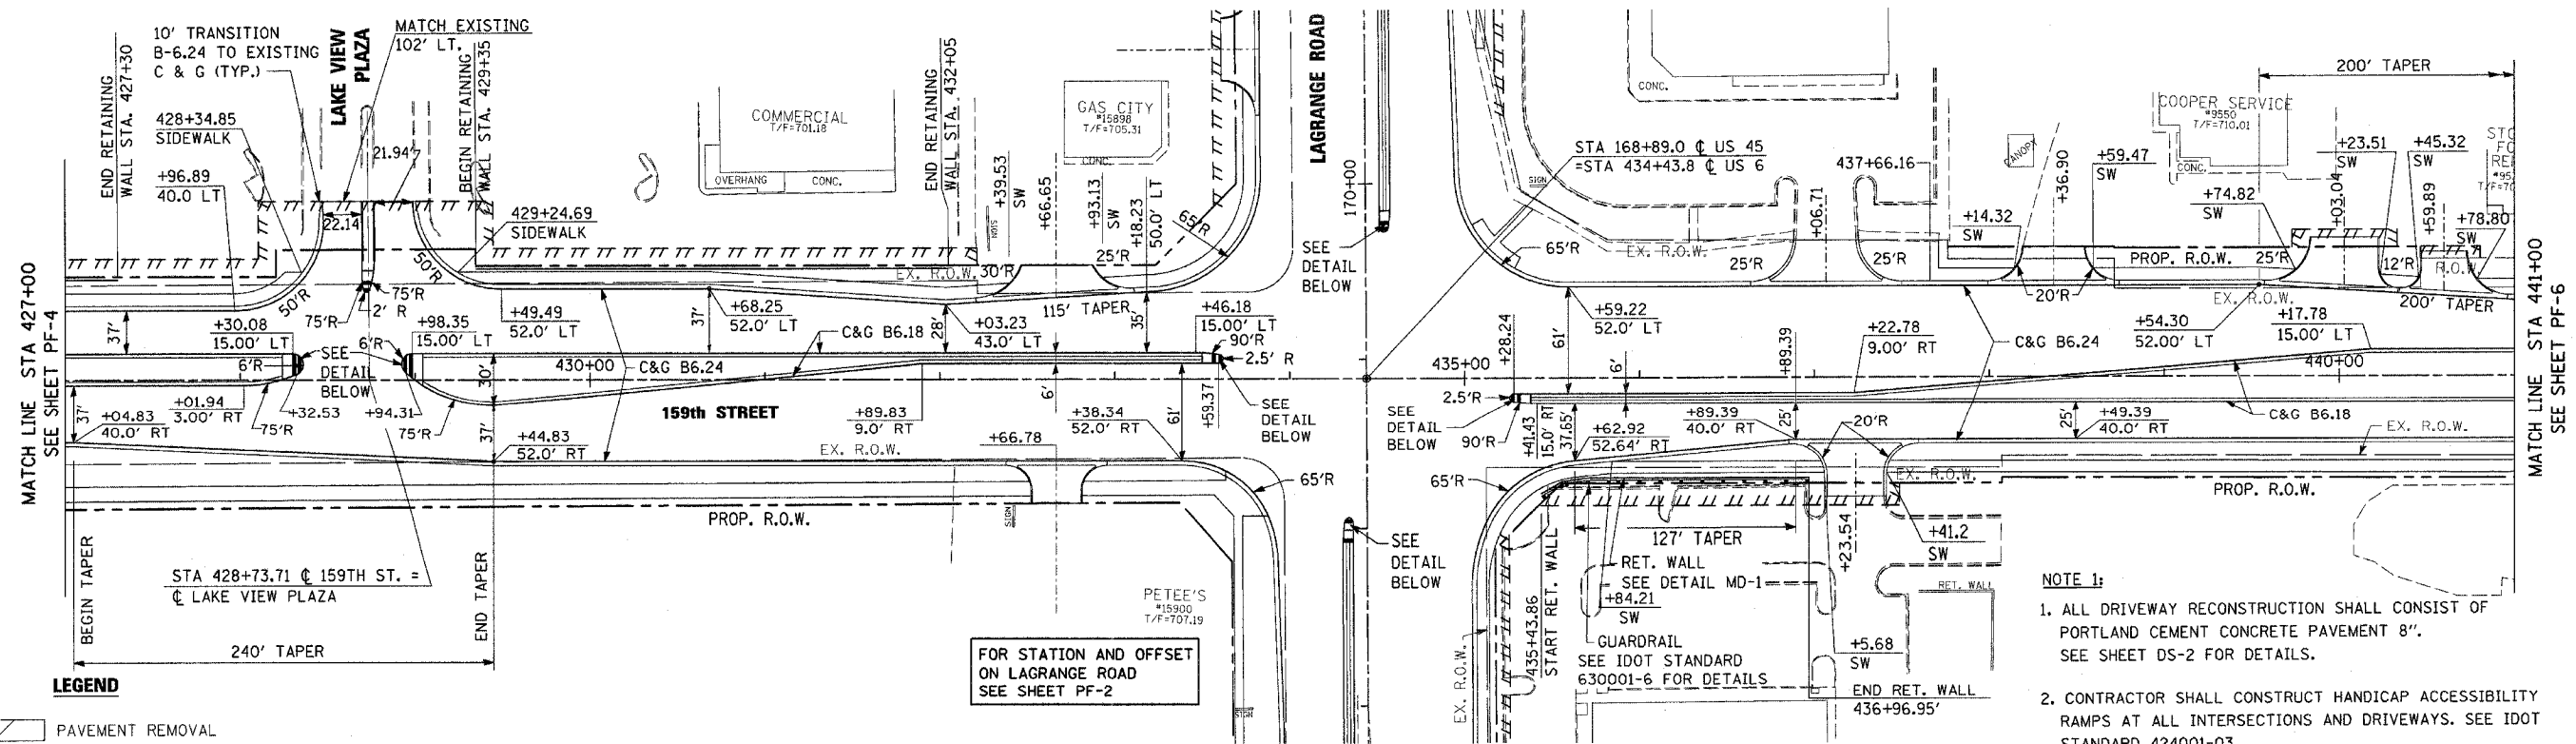 10' TRANSITION
B-6.24 TO EXISTING
C & G (TYP.)
LAKE VIEW
PLAZA
MATCH EXISTING
102' LT.
END RETAINING
WALL STA. 427+30
428+34.85
SIDEWALK
+96.89
40.0 LT
22.14
21.94'
BEGIN RETAINING
WALL STA. 429+35
429+24.69
SIDEWALK
COMMERCIAL
T/F=701.18
OVERHANG
CONC.
END RETAINING
WALL STA. 432+05
GAS CITY
#15898
T/F=705.31
CONC.
+39.53
SW
+66.65
+93.13
SW
+18.23
50.0' LT
65'R
SIGN
EX. R.O.W.
30'R
25'R
115' TAPER
LAGRANGE ROAD
170+00
SEE
DETAIL
BELOW
STA 168+89.0 ℄ US 45
=STA 434+43.8 ℄ US 6
CONC.
SIGN
65'R
EX. R.O.W.
437+66.16
+06.71
25'R
25'R
CANOPY
+14.32
SW
+36.90
+59.47
SW
20'R
200' TAPER
COOPER SERVICE
#9550
T/F=710.01
CONC.
+74.82
SW
+23.51
SW
+45.32
SW
+03.04
+59.89
+78.80
SW
PROP. R.O.W.
25'R
12'R
R.O.W.
EX. R.O.W.
200' TAPER
MATCH LINE STA 427+00
SEE SHEET PF-4
37'
50'R
75'R
75'R
2' R
50'R
+30.08
15.00' LT
6'R
6'R
+98.35
15.00' LT
SEE
DETAIL
BELOW
+49.49
52.0' LT
37'
+68.25
52.0' LT
C&G B6.18
28'
+03.23
43.0' LT
35'
+46.18
15.00' LT
90'R
2.5' R
30'
430+00
C&G B6.24
159th STREET
6'
+01.94
3.00' RT
+04.83
40.0' RT
37'
75'R
+32.53
+94.31
75'R
37'
+44.83
52.0' RT
+89.83
9.0' RT
+38.34
52.0' RT
61'
+59.37
SEE
DETAIL
BELOW
+66.78
EX. R.O.W.
65'R
PROP. R.O.W.
SIGN
435+00
+28.24
61'
+59.22
52.0' LT
6'
+89.39
+22.78
9.00' RT
C&G B6.24
+54.30
52.00' LT
+17.78
15.00' LT
440+00
2.5'R
SEE
DETAIL
BELOW
90'R
+41.43
15.0' RT
37.65'
+62.92
52.64' RT
+89.39
40.0' RT
25'
20'R
25'
+49.39
40.0' RT
C&G B6.18
EX. R.O.W.
65'R
EX. R.O.W.
PROP. R.O.W.
MATCH LINE STA 441+00
SEE SHEET PF-6
BEGIN TAPER
STA 428+73.71 ℄ 159TH ST. =
℄ LAKE VIEW PLAZA
240' TAPER
END TAPER
PETEE'S
#15900
T/F=707.19
SIGN
FOR STATION AND OFFSET
ON LAGRANGE ROAD
SEE SHEET PF-2
SEE
DETAIL
BELOW
EX. R.O.W.
435+43.86
START RET. WALL
127' TAPER
RET. WALL
SEE DETAIL MD-1
+84.21
SW
GUARDRAIL
SEE IDOT STANDARD
630001-6 FOR DETAILS
+23.54
+41.2
SW
RET. WALL
+5.68
SW
END RET. WALL
436+96.95'
NOTE 1:
1. ALL DRIVEWAY RECONSTRUCTION SHALL CONSIST OF
PORTLAND CEMENT CONCRETE PAVEMENT 8".
SEE SHEET DS-2 FOR DETAILS.
2. CONTRACTOR SHALL CONSTRUCT HANDICAP ACCESSIBILITY
RAMPS AT ALL INTERSECTIONS AND DRIVEWAYS. SEE IDOT
STANDARD 424001-03
LEGEND
PAVEMENT REMOVAL